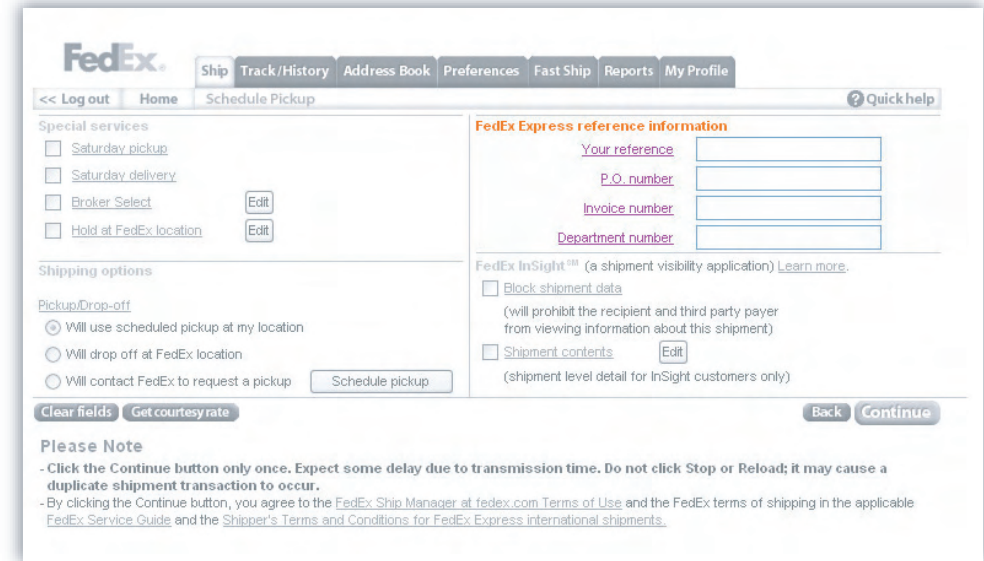 FedEx®
Ship Track/History Address Book Preferences Fast Ship Reports My Profile
<< Log out Home Schedule Pickup ? Quick help
Special services
Saturday pickup
Saturday delivery
Broker Select Edit
Hold at FedEx location Edit
Shipping options
Pickup/Drop-off
Will use scheduled pickup at my location
Will drop off at FedEx location
Will contact FedEx to request a pickup Schedule pickup
FedEx Express reference information
Your reference
P.O. number
Invoice number
Department number
FedEx InSight℠ (a shipment visibility application) Learn more.
Block shipment data
(will prohibit the recipient and third party payer
from viewing information about this shipment)
Shipment contents Edit
(shipment level detail for InSight customers only)
Clear fields Get courtesy rate Back Continue
Please Note
- Click the Continue button only once. Expect some delay due to transmission time. Do not click Stop or Reload; it may cause a
duplicate shipment transaction to occur.
- By clicking the Continue button, you agree to the FedEx Ship Manager at fedex.com Terms of Use and the FedEx terms of shipping in the applicable
FedEx Service Guide and the Shipper's Terms and Conditions for FedEx Express international shipments.